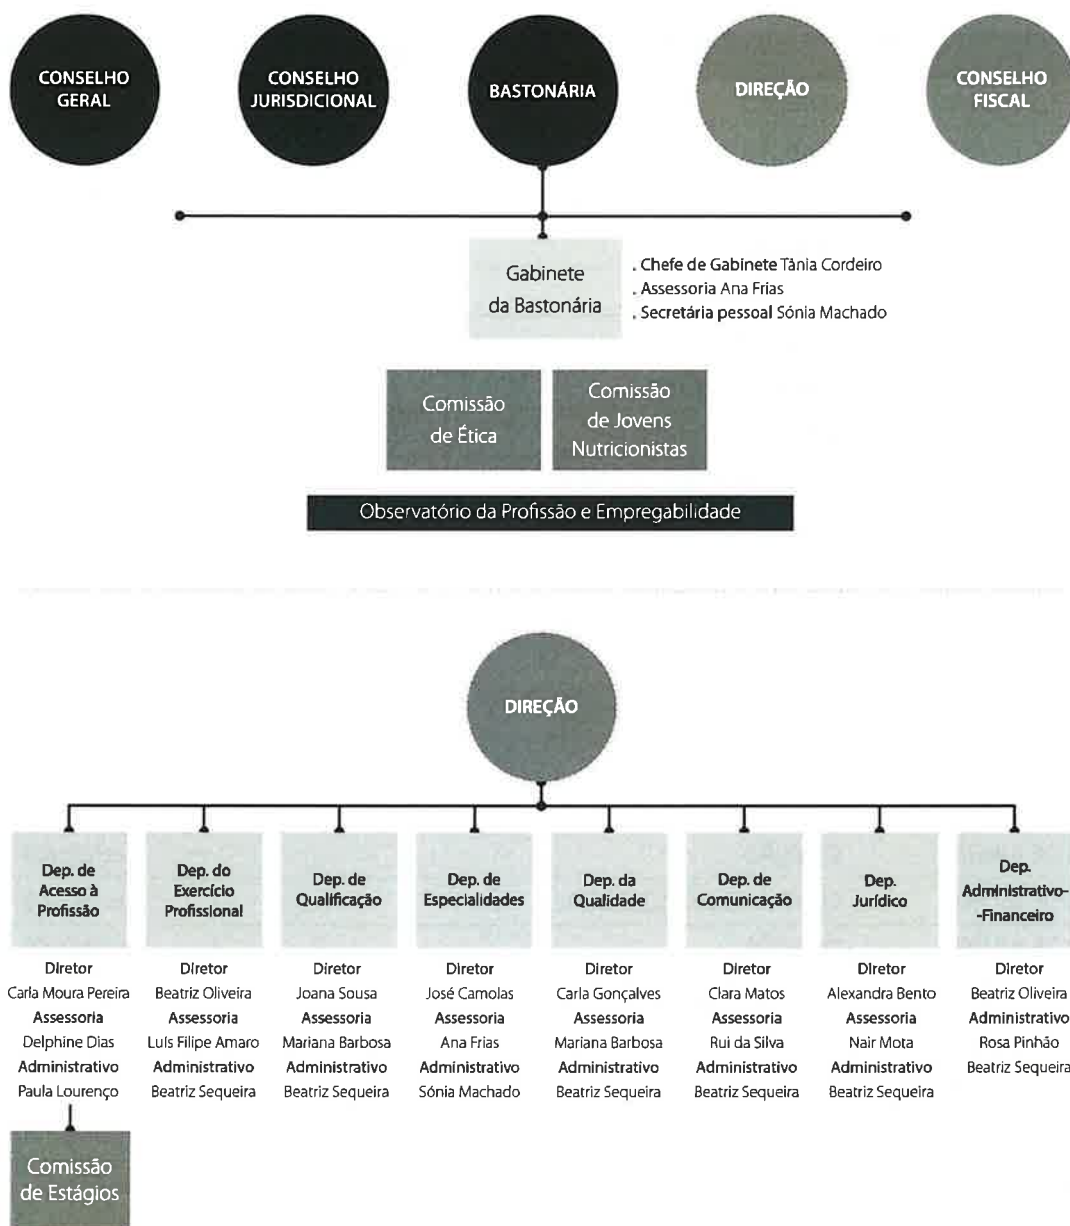 CONSELHO
GERAL
CONSELHO
JURISDICIONAL
BASTONÁRIA
DIREÇÃO
CONSELHO
FISCAL
Gabinete
da Bastonária
. Chefe de Gabinete Tânia Cordeiro
. Assessoria Ana Frias
. Secretária pessoal Sónia Machado
Comissão
de Ética
Comissão
de Jovens
Nutricionistas
Observatório da Profissão e Empregabilidade
DIREÇÃO
Dep. de
Acesso à
Profissão
Diretor
Carla Moura Pereira
Assessoria
Delphine Dias
Administrativo
Paula Lourenço
Comissão
de Estágios
Dep. do
Exercício
Profissional
Diretor
Beatriz Oliveira
Assessoria
Luís Filipe Amaro
Administrativo
Beatriz Sequeira
Dep. de
Qualificação
Diretor
Joana Sousa
Assessoria
Mariana Barbosa
Administrativo
Beatriz Sequeira
Dep. de
Especialidades
Diretor
José Camolas
Assessoria
Ana Frias
Administrativo
Sónia Machado
Dep. da
Qualidade
Diretor
Carla Gonçalves
Assessoria
Mariana Barbosa
Administrativo
Beatriz Sequeira
Dep. de
Comunicação
Diretor
Clara Matos
Assessoria
Rui da Silva
Administrativo
Beatriz Sequeira
Dep.
Jurídico
Diretor
Alexandra Bento
Assessoria
Nair Mota
Administrativo
Beatriz Sequeira
Dep.
Administrativo-
-Financeiro
Diretor
Beatriz Oliveira
Administrativo
Rosa Pinhão
Beatriz Sequeira